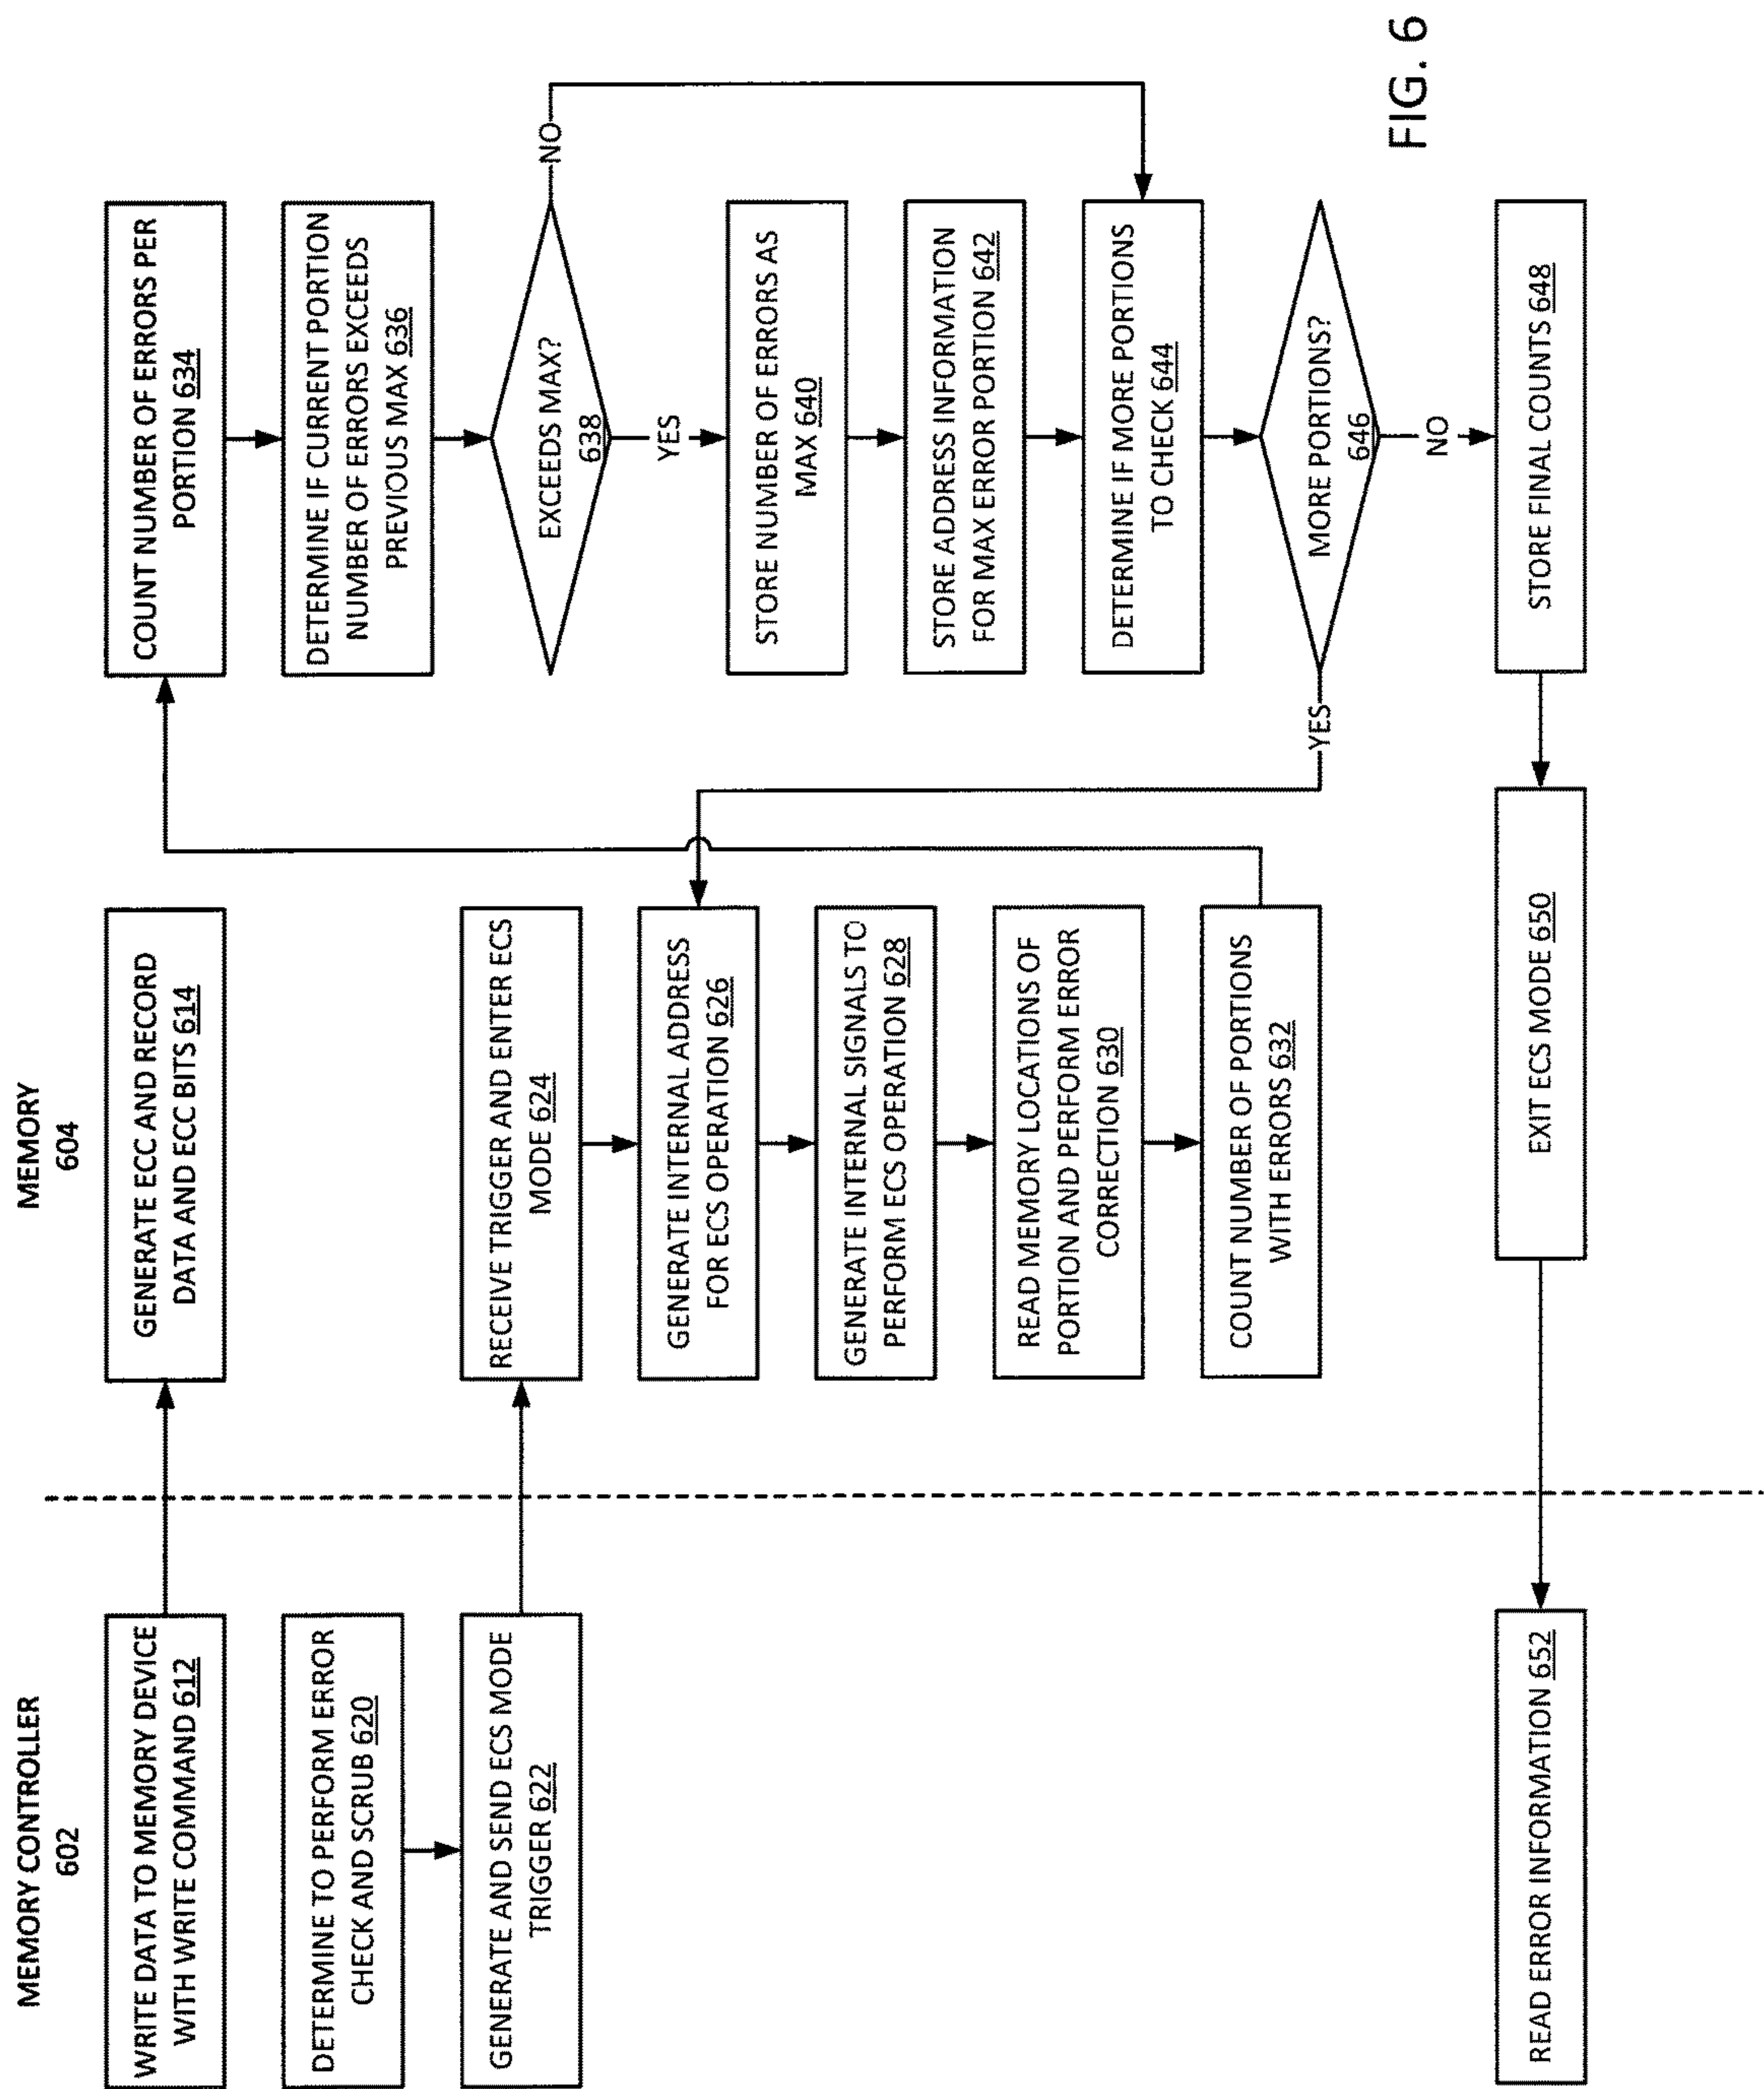 MEMORY CONTROLLER
602
WRITE DATA TO MEMORY DEVICE
WITH WRITE COMMAND 612
DETERMINE TO PERFORM ERROR
CHECK AND SCRUB 620
GENERATE AND SEND ECS MODE
TRIGGER 622
READ ERROR INFORMATION 652
MEMORY
604
GENERATE ECC AND RECORD
DATA AND ECC BITS 614
RECEIVE TRIGGER AND ENTER ECS
MODE 624
GENERATE INTERNAL ADDRESS
FOR ECS OPERATION 626
GENERATE INTERNAL SIGNALS TO
PERFORM ECS OPERATION 628
READ MEMORY LOCATIONS OF
PORTION AND PERFORM ERROR
CORRECTION 630
COUNT NUMBER OF PORTIONS
WITH ERRORS 632
EXIT ECS MODE 650
COUNT NUMBER OF ERRORS PER
PORTION 634
DETERMINE IF CURRENT PORTION
NUMBER OF ERRORS EXCEEDS
PREVIOUS MAX 636
EXCEEDS MAX?
638
NO
YES
STORE NUMBER OF ERRORS AS
MAX 640
STORE ADDRESS INFORMATION
FOR MAX ERROR PORTION 642
DETERMINE IF MORE PORTIONS
TO CHECK 644
MORE PORTIONS?
646
YES
NO
STORE FINAL COUNTS 648
FIG. 6